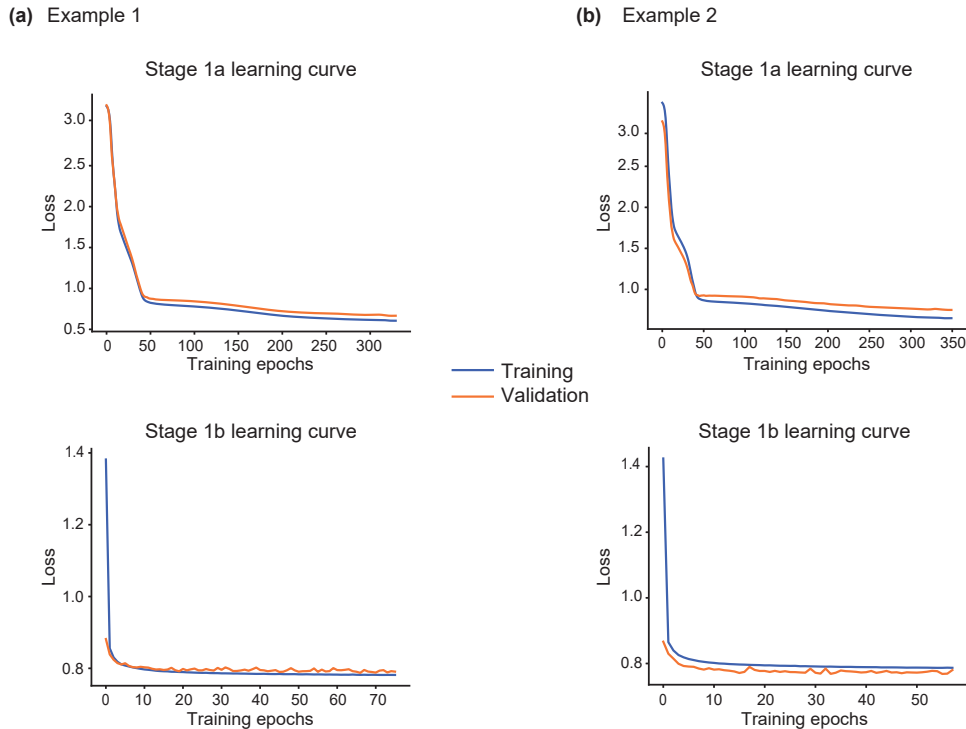 (a) Example 1
Stage 1a learning curve
Loss
3.0
2.5
2.0
1.5
1.0
0.5
0 50 100 150 200 250 300
Training epochs
(b) Example 2
Stage 1a learning curve
Loss
3.0
2.5
2.0
1.5
1.0
0 50 100 150 200 250 300 350
Training epochs
Training
Validation
Stage 1b learning curve
Loss
1.4
1.2
1.0
0.8
0 10 20 30 40 50 60 70
Training epochs
Stage 1b learning curve
Loss
1.4
1.2
1.0
0.8
0 10 20 30 40 50
Training epochs